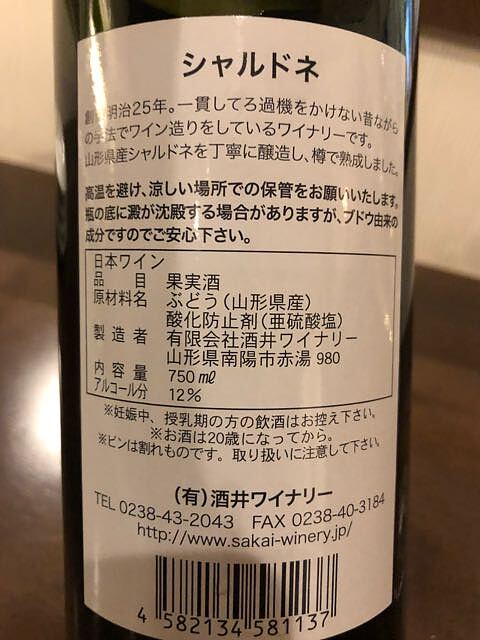 シャルドネ
創業明治25年。一貫してろ過機をかけない昔ながら
の手法でワイン造りをしているワイナリーです。
山形県産シャルドネを丁寧に醸造し、樽で熟成しました。
高温を避け、涼しい場所での保管をお願いいたします。
瓶の底に澱が沈殿する場合がありますが、ブドウ由来の
成分ですのでご安心下さい。
日本ワイン
品目 果実酒
原材料名 ぶどう(山形県産)
酸化防止剤(亜硫酸塩)
製造者 有限会社酒井ワイナリー
山形県南陽市赤湯 980
内容量 750㎖
アルコール分 12%
※妊娠中、授乳期の方の飲酒はお控え下さい。
※お酒は20歳になってから。
※ビンは割れものです。取り扱いに注意して下さい。
(有)酒井ワイナリー
TEL 0238-43-2043 FAX 0238-40-3184
http://www.sakai-winery.jp/
4 582134 581137